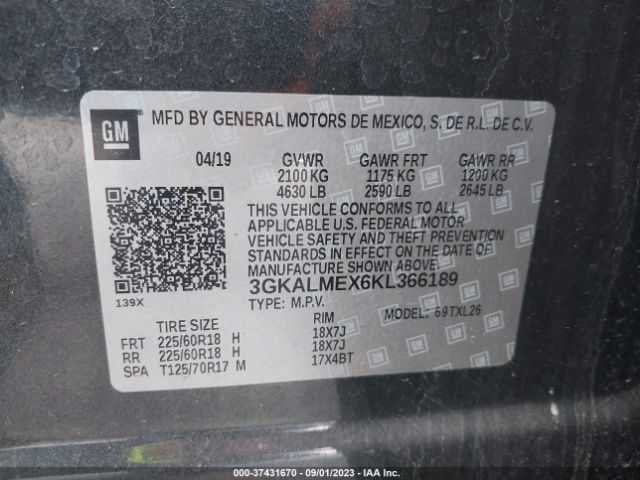 GM
MFD BY GENERAL MOTORS DE MEXICO, S. DE R.L. DE C.V.
04/19 GVWR GAWR FRT GAWR RR
2100 KG 1175 KG 1200 KG
4630 LB 2590 LB 2645 LB
THIS VEHICLE CONFORMS TO ALL
APPLICABLE U.S. FEDERAL MOTOR
VEHICLE SAFETY AND THEFT PREVENTION
STANDARDS IN EFFECT ON THE DATE OF
MANUFACTURE SHOWN ABOVE.
139X
3GKALMEX6KL366189
TYPE: M.P.V. MODEL: 69TXL26
TIRE SIZE RIM
FRT 225/60R18 H 18X7J
RR 225/60R18 H 18X7J
SPA T125/70R17 M 17X4BT
000-37431670 - 09/01/2023 - IAA Inc.